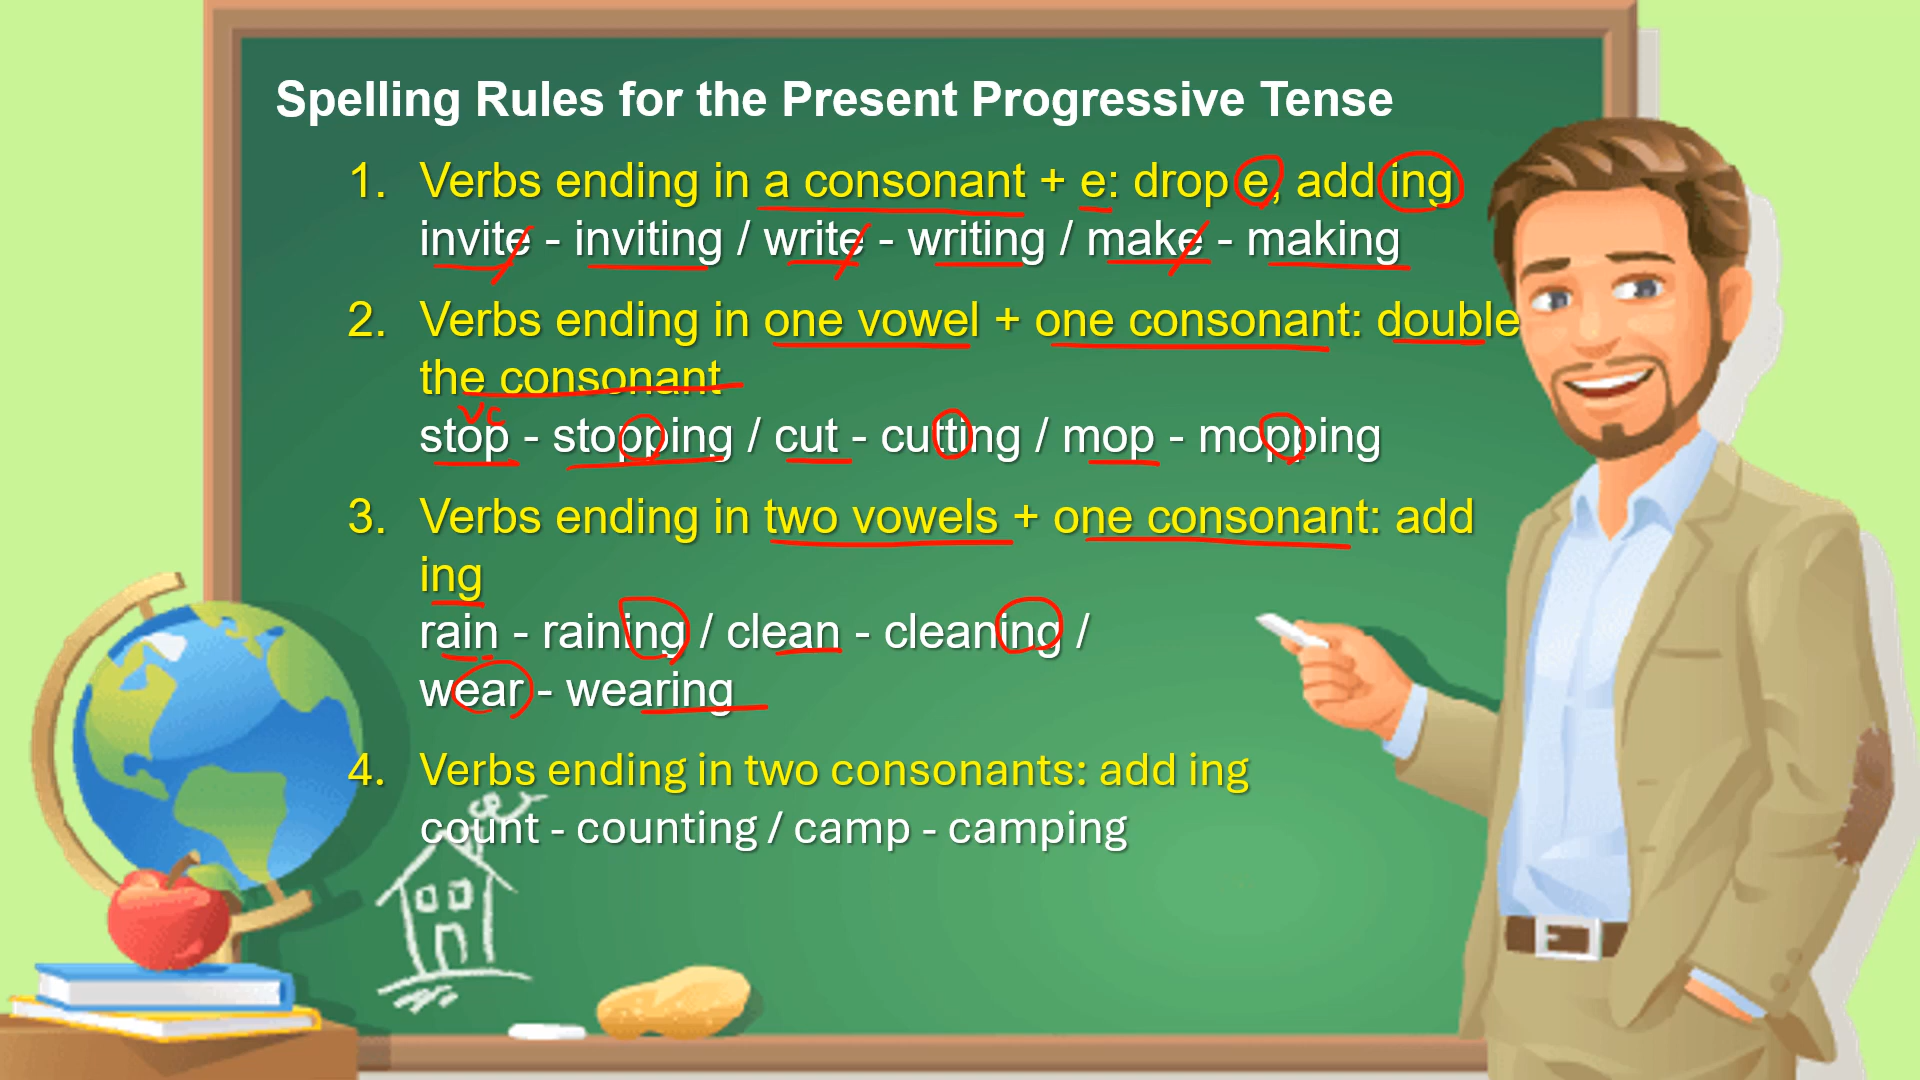 Spelling Rules for the Present Progressive Tense
1. Verbs ending in a consonant + e: drop e, add ing
invite - inviting / write - writing / make - making
2. Verbs ending in one vowel + one consonant: double
the consonant
vc
stop - stopping / cut - cutting / mop - mopping
3. Verbs ending in two vowels + one consonant: add
ing
rain - raining / clean - cleaning /
wear - wearing
4. Verbs ending in two consonants: add ing
count - counting / camp - camping